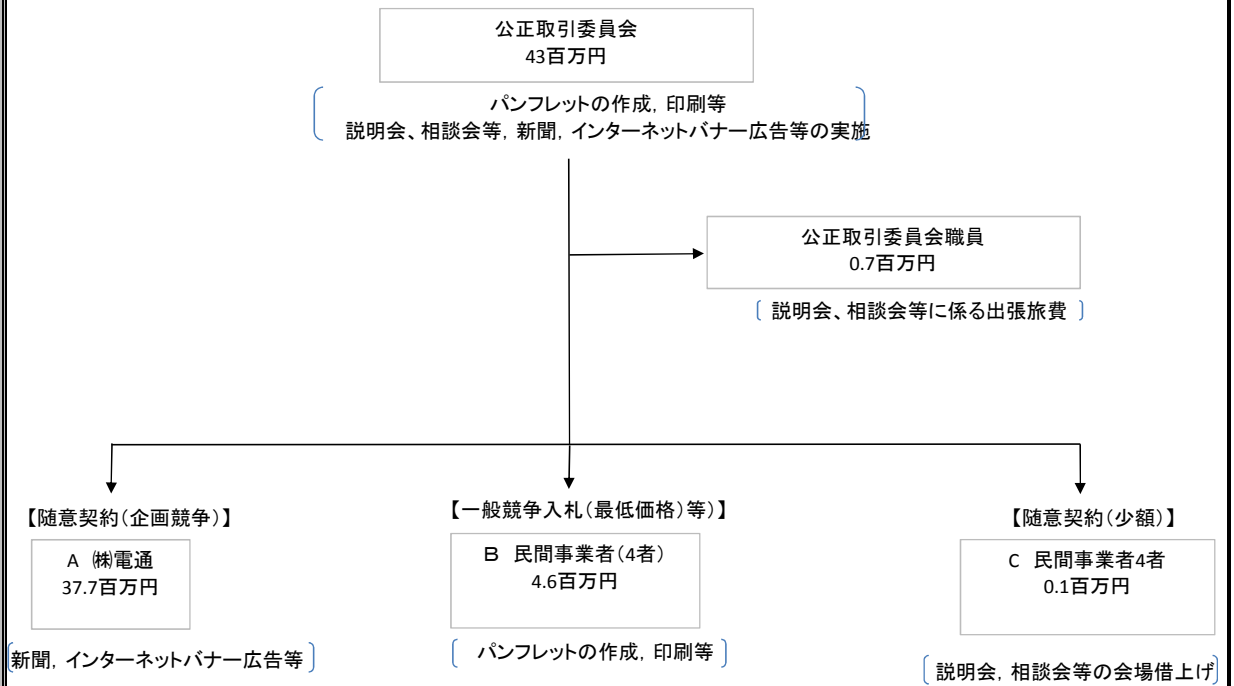 公正取引委員会
43百万円
パンフレットの作成, 印刷等
説明会、相談会等, 新聞, インターネットバナー広告等の実施
公正取引委員会職員
0.7百万円
説明会、相談会等に係る出張旅費
【随意契約(企画競争)】
A ㈱電通
37.7百万円
新聞, インターネットバナー広告等
【一般競争入札(最低価格)等)】
B 民間事業者(4者)
4.6百万円
パンフレットの作成, 印刷等
【随意契約(少額)】
C 民間事業者4者
0.1百万円
説明会, 相談会等の会場借上げ